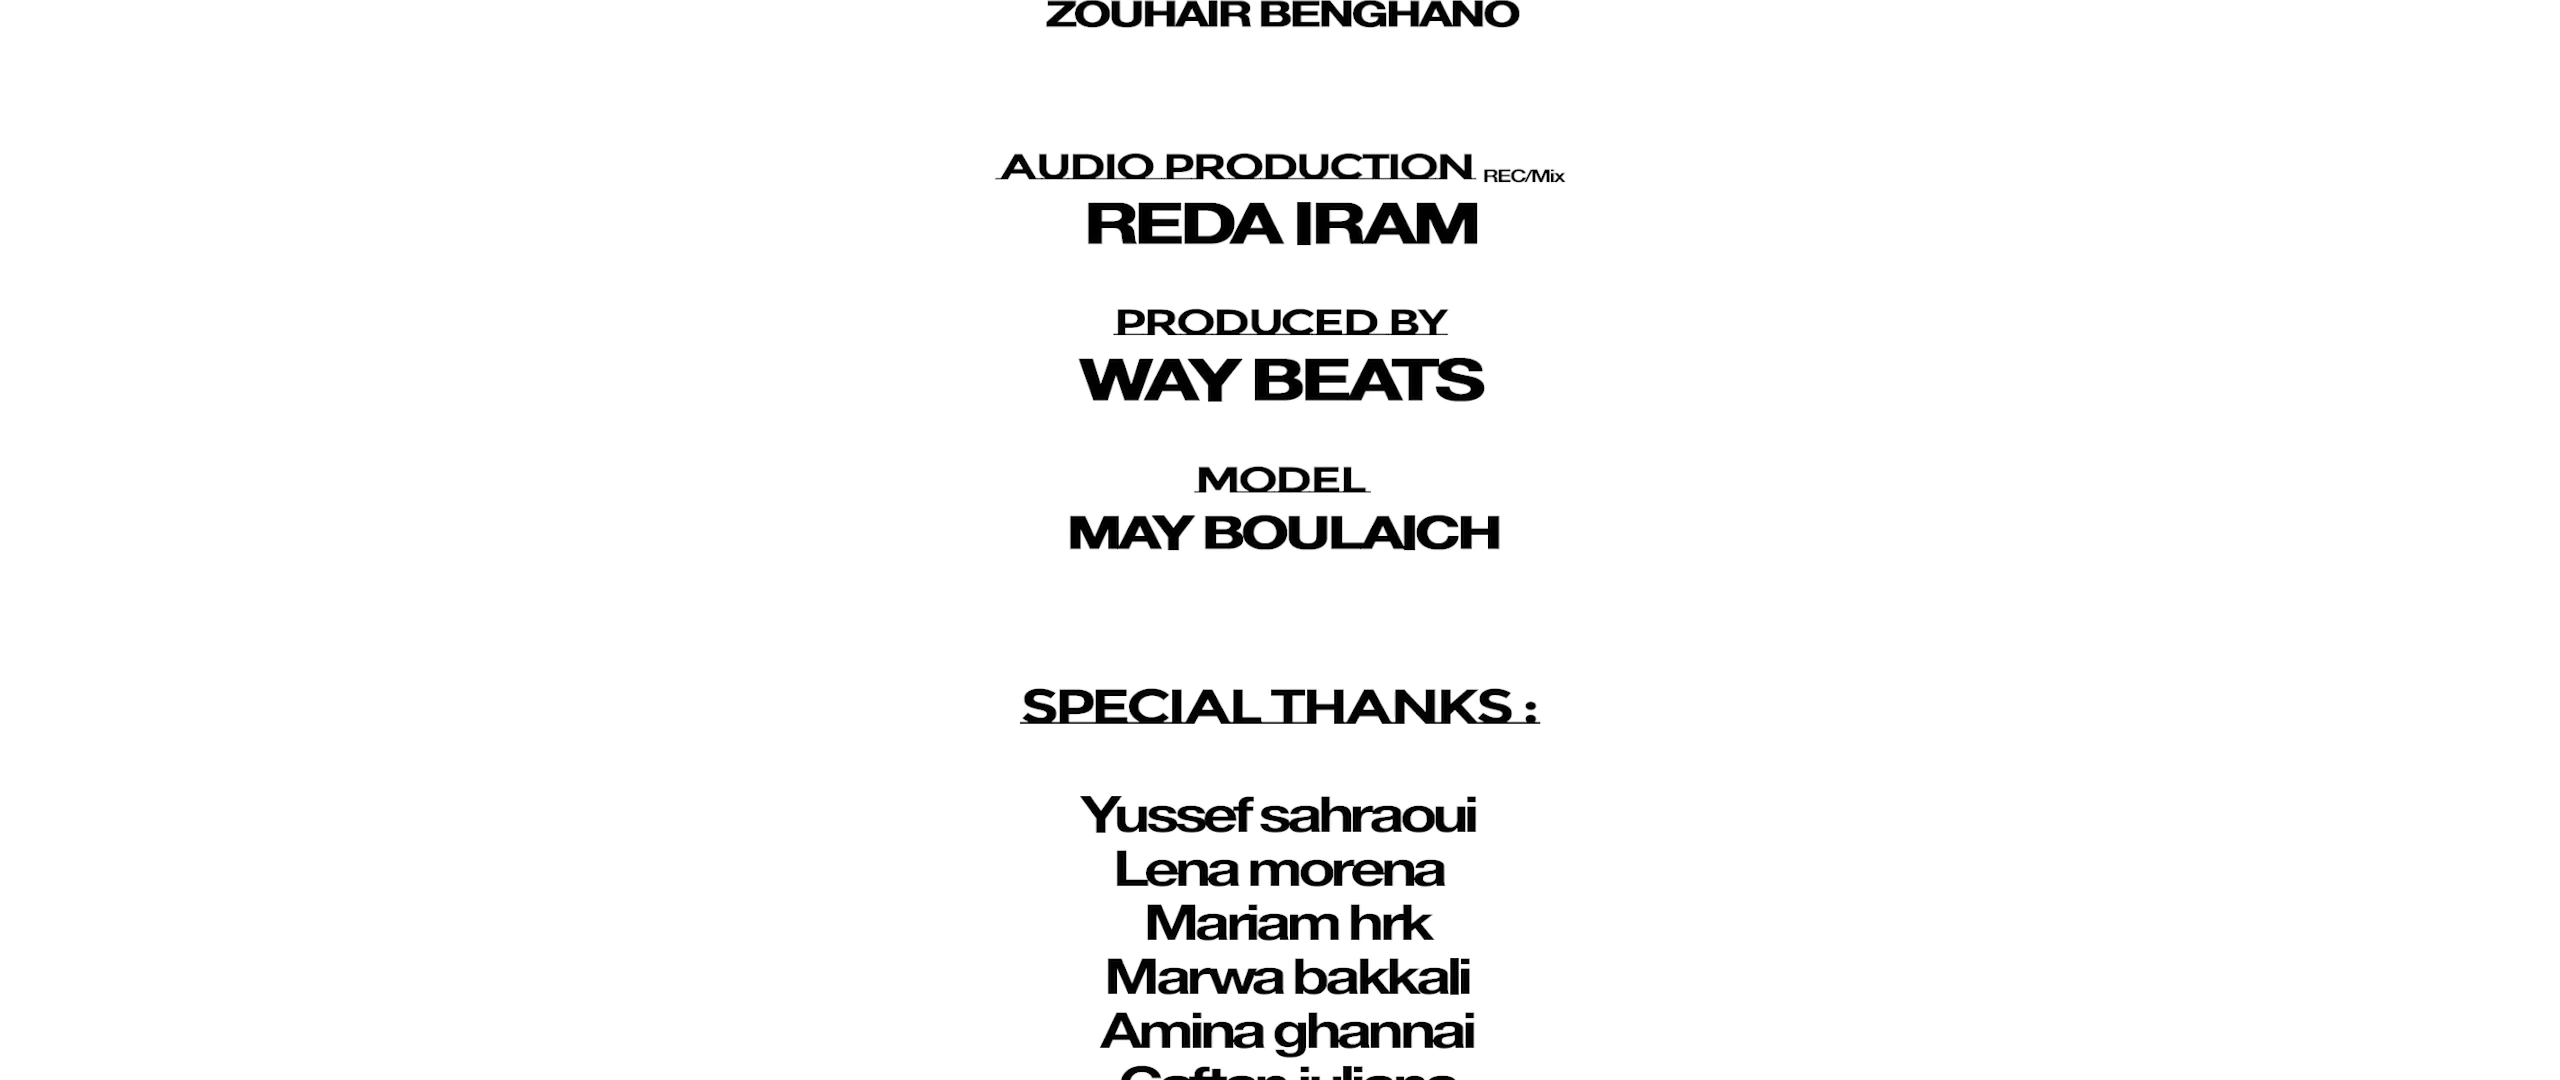 ZOUHAIR BENGHANO
AUDIO PRODUCTION REC/Mix
REDA IRAM
PRODUCED BY
WAY BEATS
MODEL
MAY BOULAICH
SPECIAL THANKS :
Yussef sahraoui
Lena morena
Mariam hrk
Marwa bakkali
Amina ghannai